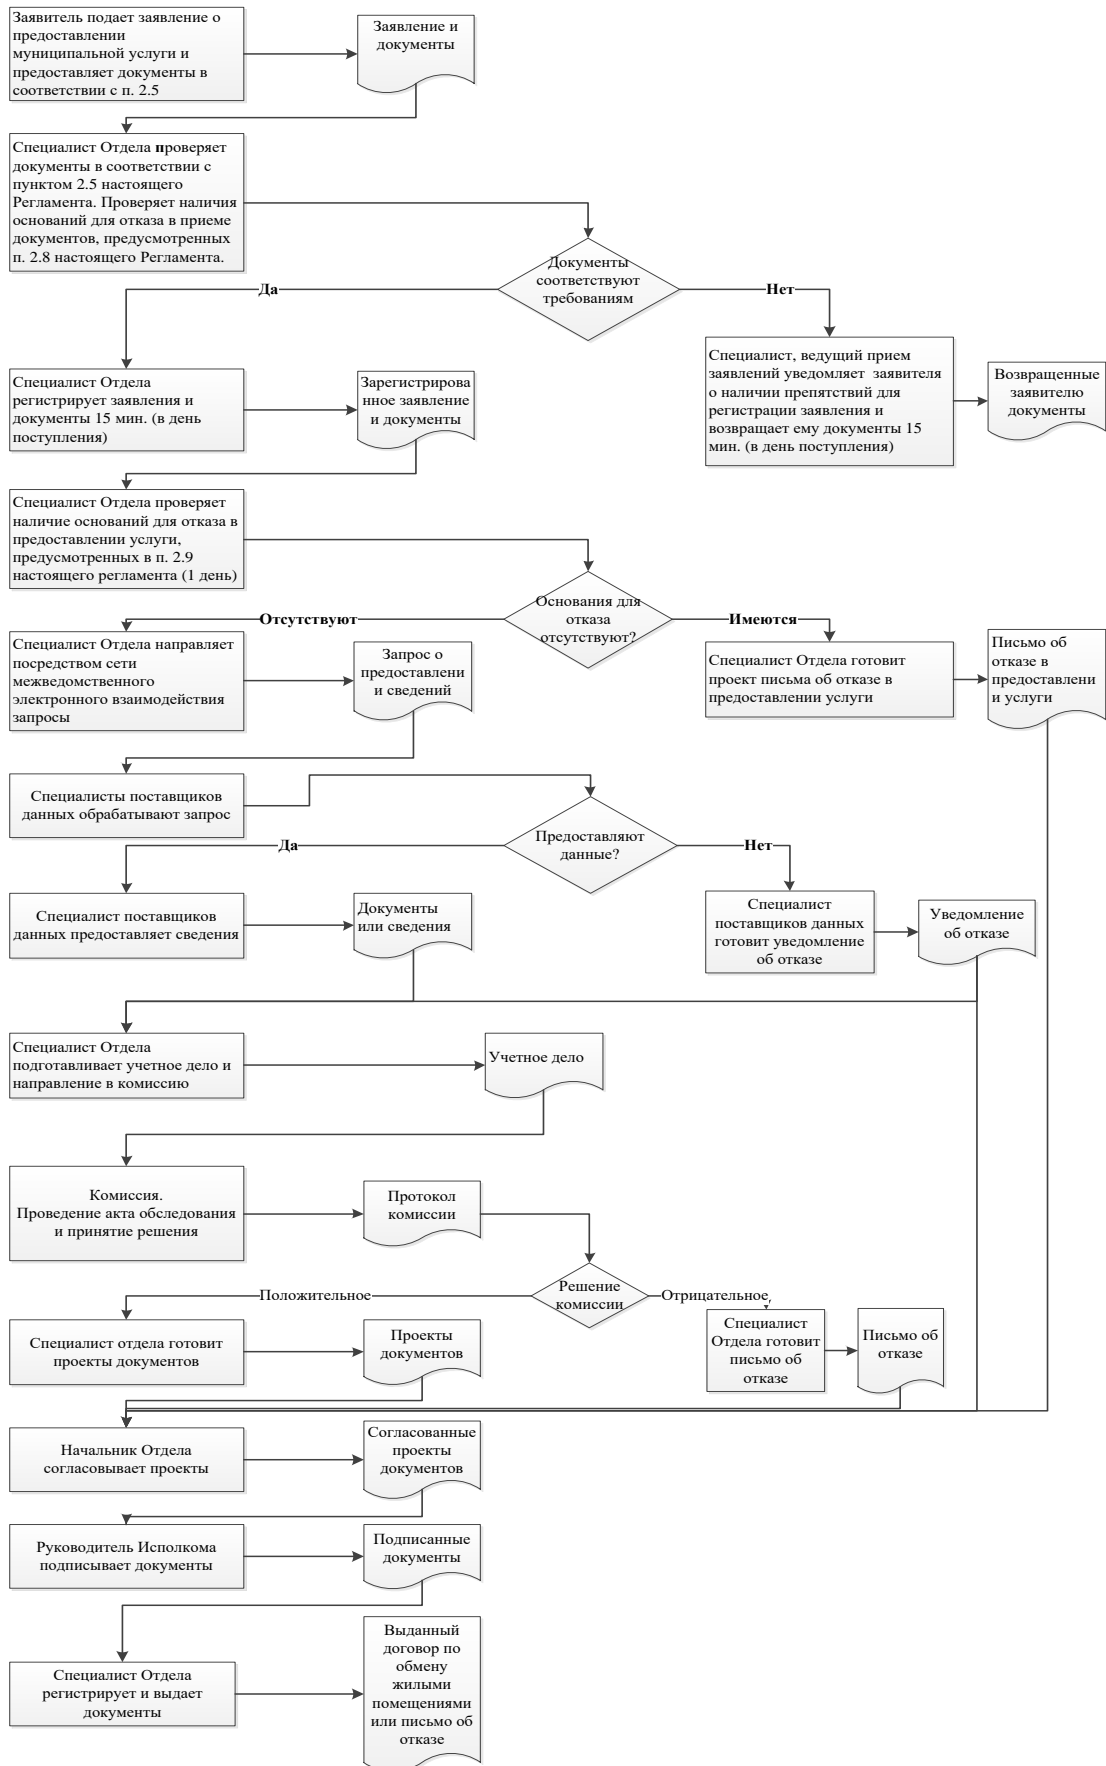 Заявитель подает заявление о
предоставлении
муниципальной услуги и
предоставляет документы в
соответствии с п. 2.5
Заявление и
документы
Специалист Отдела проверяет
документы в соответствии с
пунктом 2.5 настоящего
Регламента. Проверяет наличия
оснований для отказа в приеме
документов, предусмотренных
п. 2.8 настоящего Регламента.
Документы
соответствуют
требованиям
Да
Нет
Специалист Отдела
регистрирует заявления и
документы 15 мин. (в день
поступления)
Зарегистрирова
нное заявление
и документы
Специалист, ведущий прием
заявлений уведомляет заявителя
о наличии препятствий для
регистрации заявления и
возвращает ему документы 15
мин. (в день поступления)
Возвращенные
заявителю
документы
Специалист Отдела проверяет
наличие оснований для отказа в
предоставлении услуги,
предусмотренных в п. 2.9
настоящего регламента (1 день)
Основания для
отказа
отсутствуют?
Отсутствуют
Имеются
Специалист Отдела направляет
посредством сети
межведомственного
электронного взаимодействия
запросы
Запрос о
предоставлени
и сведений
Специалист Отдела готовит
проект письма об отказе в
предоставлении услуги
Письмо об
отказе в
предоставлени
и услуги
Специалисты поставщиков
данных обрабатывают запрос
Предоставляют
данные?
Да
Нет
Специалист поставщиков
данных предоставляет сведения
Документы
или сведения
Специалист
поставщиков данных
готовит уведомление
об отказе
Уведомление
об отказе
Специалист Отдела
подготавливает учетное дело и
направление в комиссию
Учетное дело
Комиссия.
Проведение акта обследования
и принятие решения
Протокол
комиссии
Решение
комиссии
Положительное
Отрицательное,
Специалист отдела готовит
проекты документов
Проекты
документов
Специалист
Отдела готовит
письмо об
отказе
Письмо об
отказе
Начальник Отдела
согласовывает проекты
Согласованные
проекты
документов
Руководитель Исполкома
подписывает документы
Подписанные
документы
Специалист Отдела
регистрирует и выдает
документы
Выданный
договор по
обмену
жилыми
помещениями
или письмо об
отказе